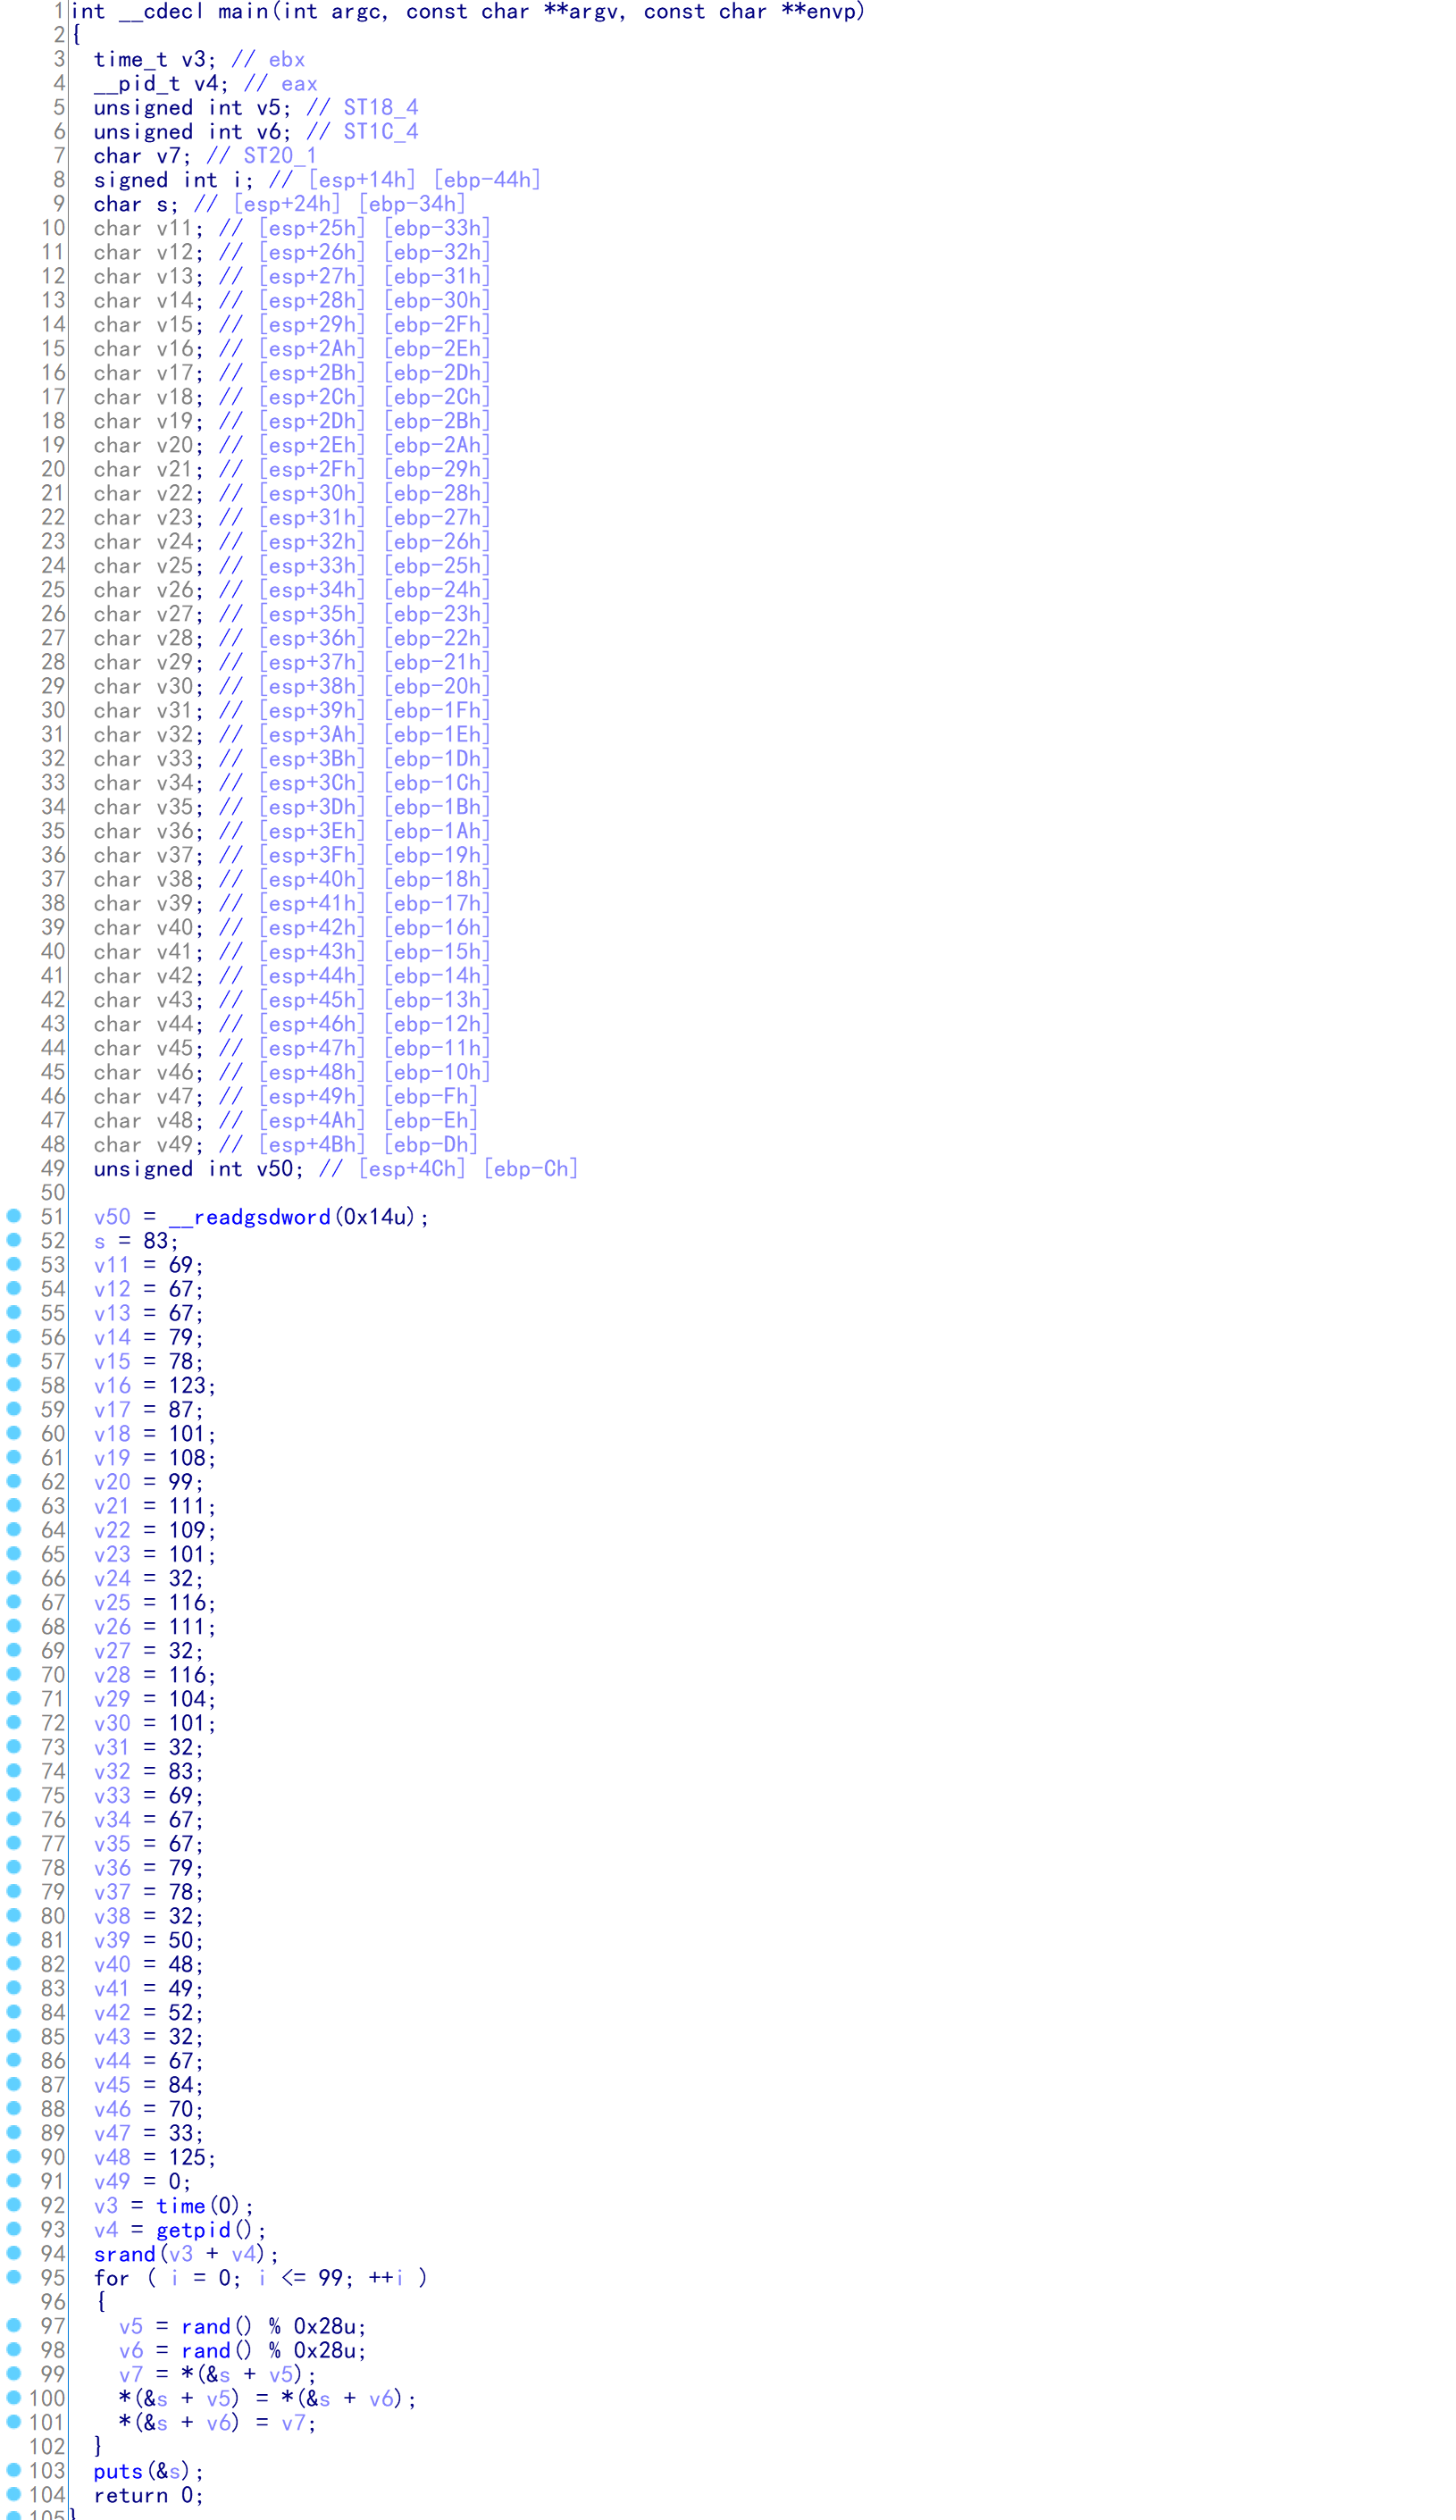 1 int __cdecl main(int argc, const char **argv, const char **envp)
2 {
3 time_t v3; // ebx
4 __pid_t v4; // eax
5 unsigned int v5; // ST18_4
6 unsigned int v6; // ST1C_4
7 char v7; // ST20_1
8 signed int i; // [esp+14h] [ebp-44h]
9 char s; // [esp+24h] [ebp-34h]
10 char v11; // [esp+25h] [ebp-33h]
11 char v12; // [esp+26h] [ebp-32h]
12 char v13; // [esp+27h] [ebp-31h]
13 char v14; // [esp+28h] [ebp-30h]
14 char v15; // [esp+29h] [ebp-2Fh]
15 char v16; // [esp+2Ah] [ebp-2Eh]
16 char v17; // [esp+2Bh] [ebp-2Dh]
17 char v18; // [esp+2Ch] [ebp-2Ch]
18 char v19; // [esp+2Dh] [ebp-2Bh]
19 char v20; // [esp+2Eh] [ebp-2Ah]
20 char v21; // [esp+2Fh] [ebp-29h]
21 char v22; // [esp+30h] [ebp-28h]
22 char v23; // [esp+31h] [ebp-27h]
23 char v24; // [esp+32h] [ebp-26h]
24 char v25; // [esp+33h] [ebp-25h]
25 char v26; // [esp+34h] [ebp-24h]
26 char v27; // [esp+35h] [ebp-23h]
27 char v28; // [esp+36h] [ebp-22h]
28 char v29; // [esp+37h] [ebp-21h]
29 char v30; // [esp+38h] [ebp-20h]
30 char v31; // [esp+39h] [ebp-1Fh]
31 char v32; // [esp+3Ah] [ebp-1Eh]
32 char v33; // [esp+3Bh] [ebp-1Dh]
33 char v34; // [esp+3Ch] [ebp-1Ch]
34 char v35; // [esp+3Dh] [ebp-1Bh]
35 char v36; // [esp+3Eh] [ebp-1Ah]
36 char v37; // [esp+3Fh] [ebp-19h]
37 char v38; // [esp+40h] [ebp-18h]
38 char v39; // [esp+41h] [ebp-17h]
39 char v40; // [esp+42h] [ebp-16h]
40 char v41; // [esp+43h] [ebp-15h]
41 char v42; // [esp+44h] [ebp-14h]
42 char v43; // [esp+45h] [ebp-13h]
43 char v44; // [esp+46h] [ebp-12h]
44 char v45; // [esp+47h] [ebp-11h]
45 char v46; // [esp+48h] [ebp-10h]
46 char v47; // [esp+49h] [ebp-Fh]
47 char v48; // [esp+4Ah] [ebp-Eh]
48 char v49; // [esp+4Bh] [ebp-Dh]
49 unsigned int v50; // [esp+4Ch] [ebp-Ch]
50
51 v50 = __readgsdword(0x14u);
52 s = 83;
53 v11 = 69;
54 v12 = 67;
55 v13 = 67;
56 v14 = 79;
57 v15 = 78;
58 v16 = 123;
59 v17 = 87;
60 v18 = 101;
61 v19 = 108;
62 v20 = 99;
63 v21 = 111;
64 v22 = 109;
65 v23 = 101;
66 v24 = 32;
67 v25 = 116;
68 v26 = 111;
69 v27 = 32;
70 v28 = 116;
71 v29 = 104;
72 v30 = 101;
73 v31 = 32;
74 v32 = 83;
75 v33 = 69;
76 v34 = 67;
77 v35 = 67;
78 v36 = 79;
79 v37 = 78;
80 v38 = 32;
81 v39 = 50;
82 v40 = 48;
83 v41 = 49;
84 v42 = 52;
85 v43 = 32;
86 v44 = 67;
87 v45 = 84;
88 v46 = 70;
89 v47 = 33;
90 v48 = 125;
91 v49 = 0;
92 v3 = time(0);
93 v4 = getpid();
94 srand(v3 + v4);
95 for ( i = 0; i <= 99; ++i )
96 {
97 v5 = rand() % 0x28u;
98 v6 = rand() % 0x28u;
99 v7 = *(&s + v5);
100 *(&s + v5) = *(&s + v6);
101 *(&s + v6) = v7;
102 }
103 puts(&s);
104 return 0;
105 }